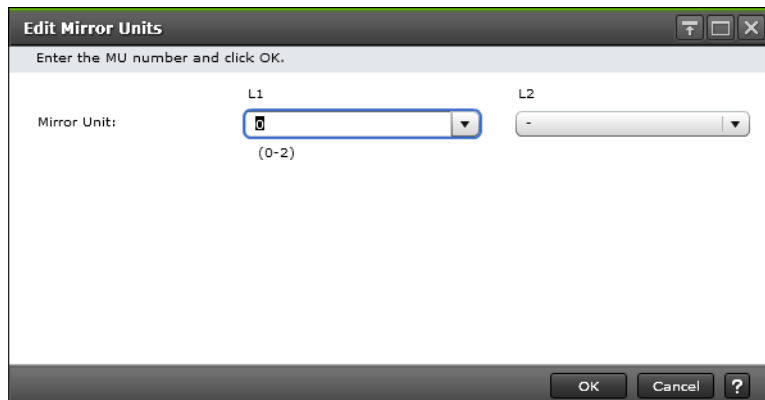 Edit Mirror Units
Enter the MU number and click OK.
L1 L2
Mirror Unit: 0 -
(0-2)
OK Cancel ?